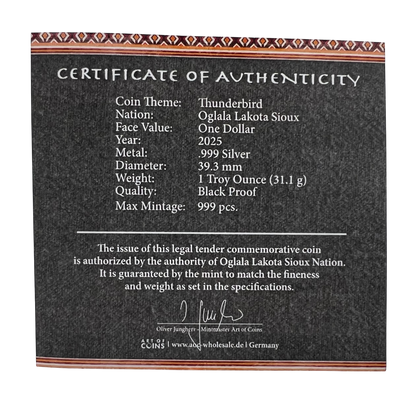 CERTIFICATE OF AUTHENTICITY
Coin Theme: Thunderbird
Nation: Oglala Lakota Sioux
Face Value: One Dollar
Year: 2025
Metal: .999 Silver
Diameter: 39.3 mm
Weight: 1 Troy Ounce (31.1 g)
Quality: Black Proof
Max Mintage: 999 pcs.
The issue of this legal tender commemorative coin
is authorized by the authority of Oglala Lakota Sioux Nation.
It is guaranteed by the mint to match the fineness
and weight as set in the specifications.
Oliver Junghers - Mintmaster Art of Coins
ART OF COINS | www.aoc-wholesale.de | Germany